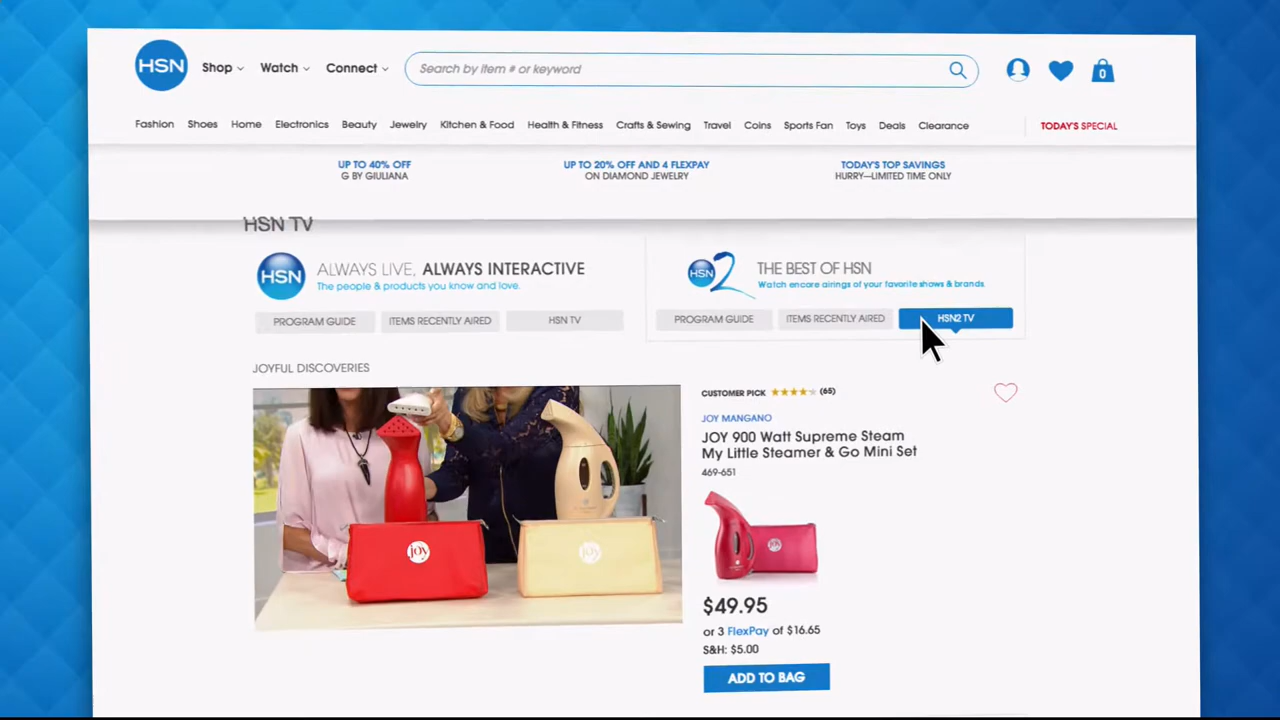 HSN Shop Watch Connect Search by item # or keyword 0
Fashion Shoes Home Electronics Beauty Jewelry Kitchen & Food Health & Fitness Crafts & Sewing Travel Coins Sports Fan Toys Deals Clearance TODAY'S SPECIAL
UP TO 40% OFF
G BY GIULIANA
UP TO 20% OFF AND 4 FLEXPAY
ON DIAMOND JEWELRY
TODAY'S TOP SAVINGS
HURRY—LIMITED TIME ONLY
HSN TV
HSN
ALWAYS LIVE, ALWAYS INTERACTIVE
The people & products you know and love.
PROGRAM GUIDE ITEMS RECENTLY AIRED HSN TV
HSN2
THE BEST OF HSN
Watch encore airings of your favorite shows & brands.
PROGRAM GUIDE ITEMS RECENTLY AIRED HSN2 TV
JOYFUL DISCOVERIES
joy
joy
CUSTOMER PICK (65)
JOY MANGANO
JOY 900 Watt Supreme Steam
My Little Steamer & Go Mini Set
469-651
joy
$49.95
or 3 FlexPay of $16.65
S&H: $5.00
ADD TO BAG